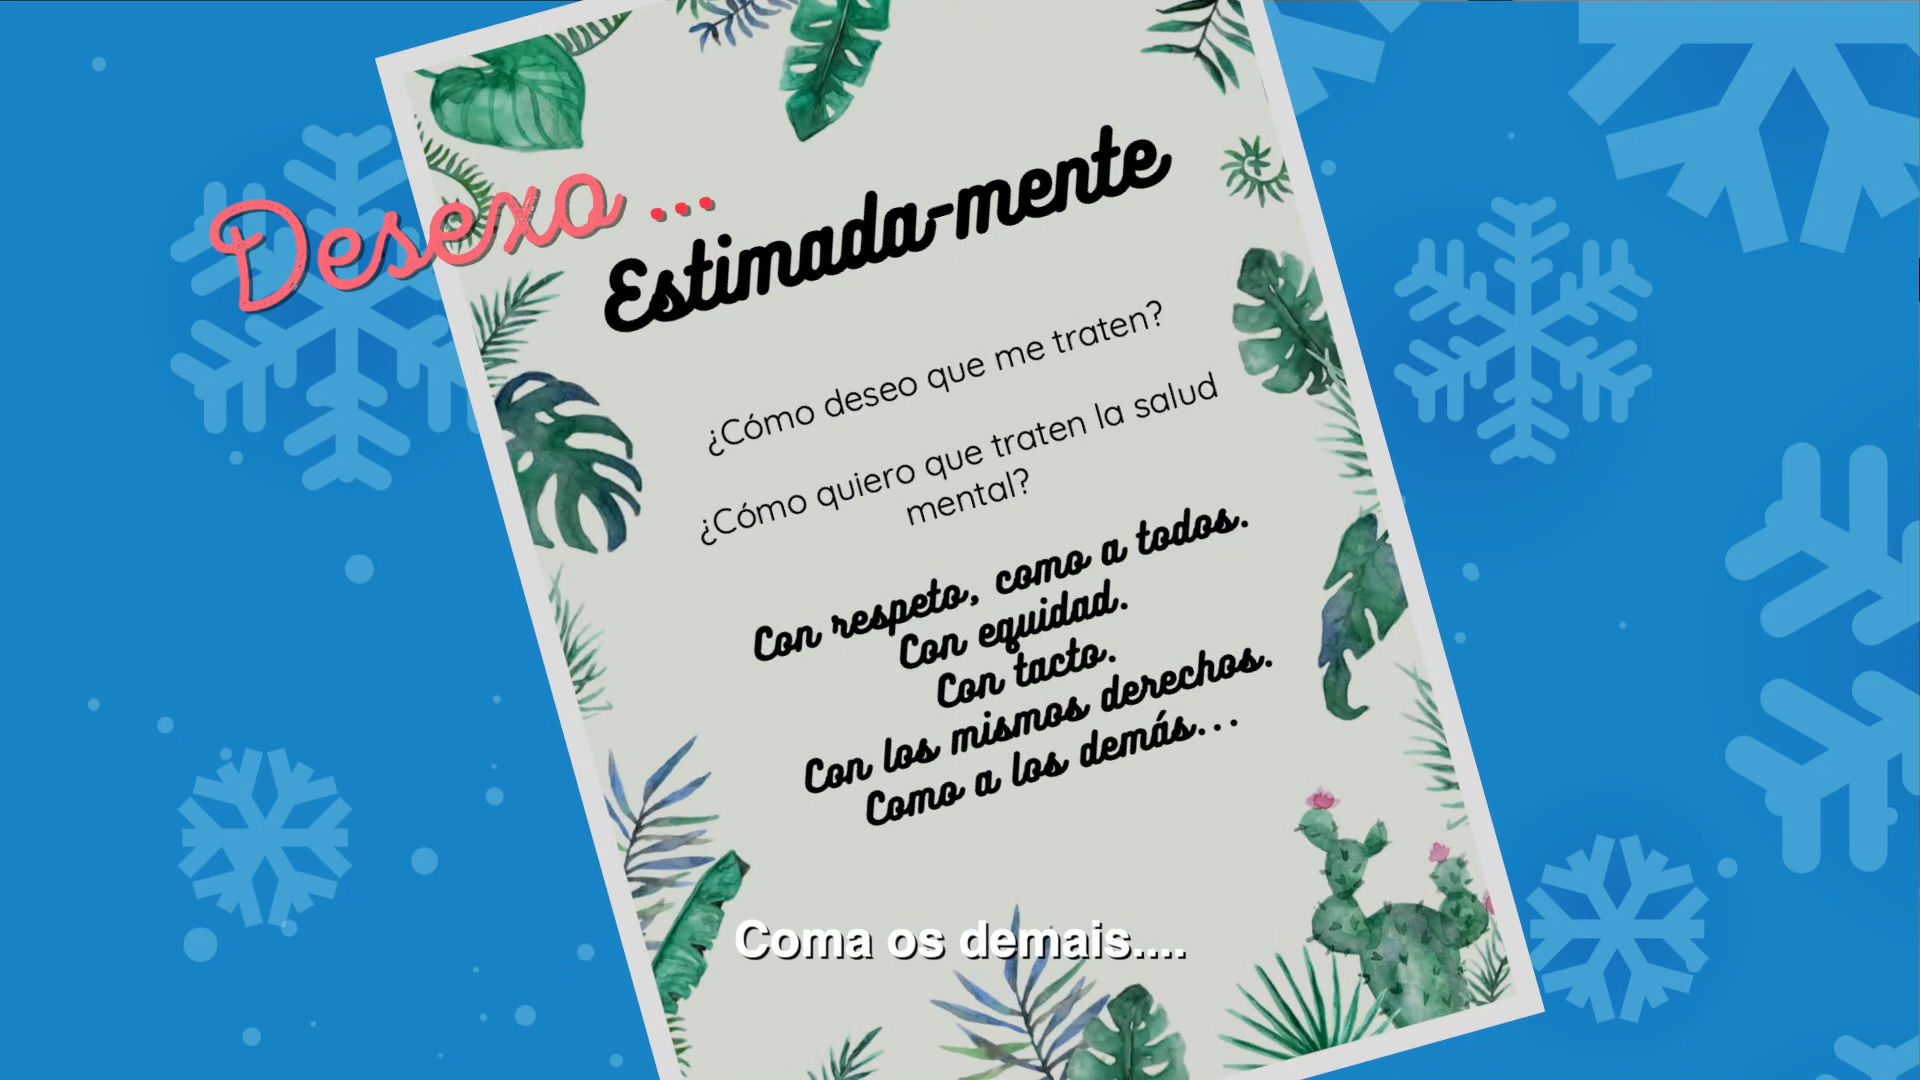 Desexo ...
Estimada-mente
¿Cómo deseo que me traten?
¿Cómo quiero que traten la salud
mental?
Con respeto, como a todos.
Con equidad.
Con tacto.
Con los mismos derechos.
Como a los demás...
Coma os demais....